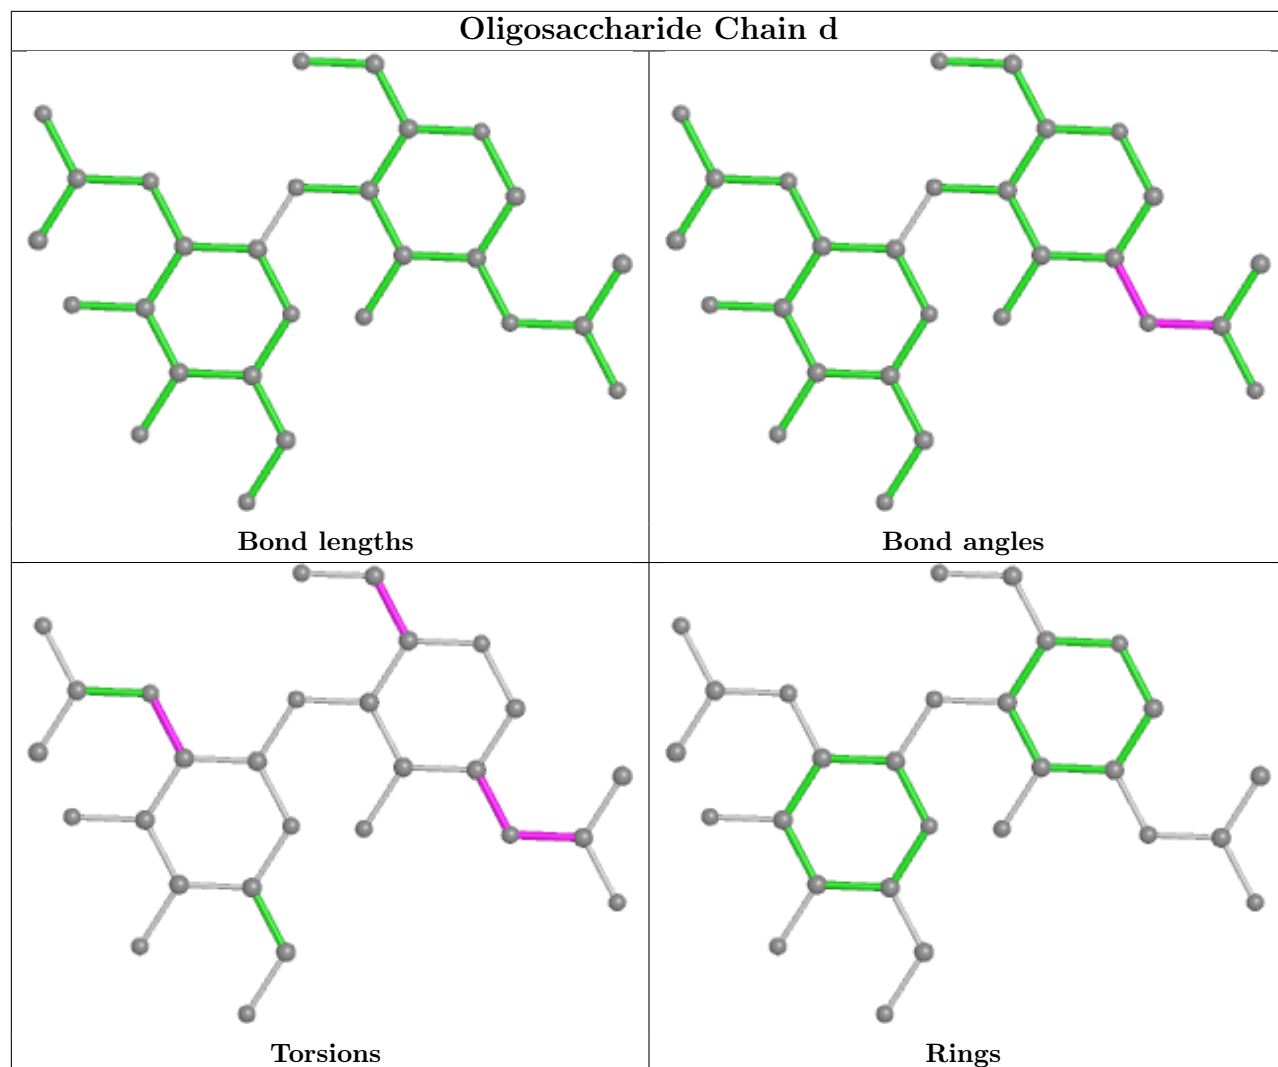 Oligosaccharide Chain d
Bond lengths
Bond angles
Torsions
Rings